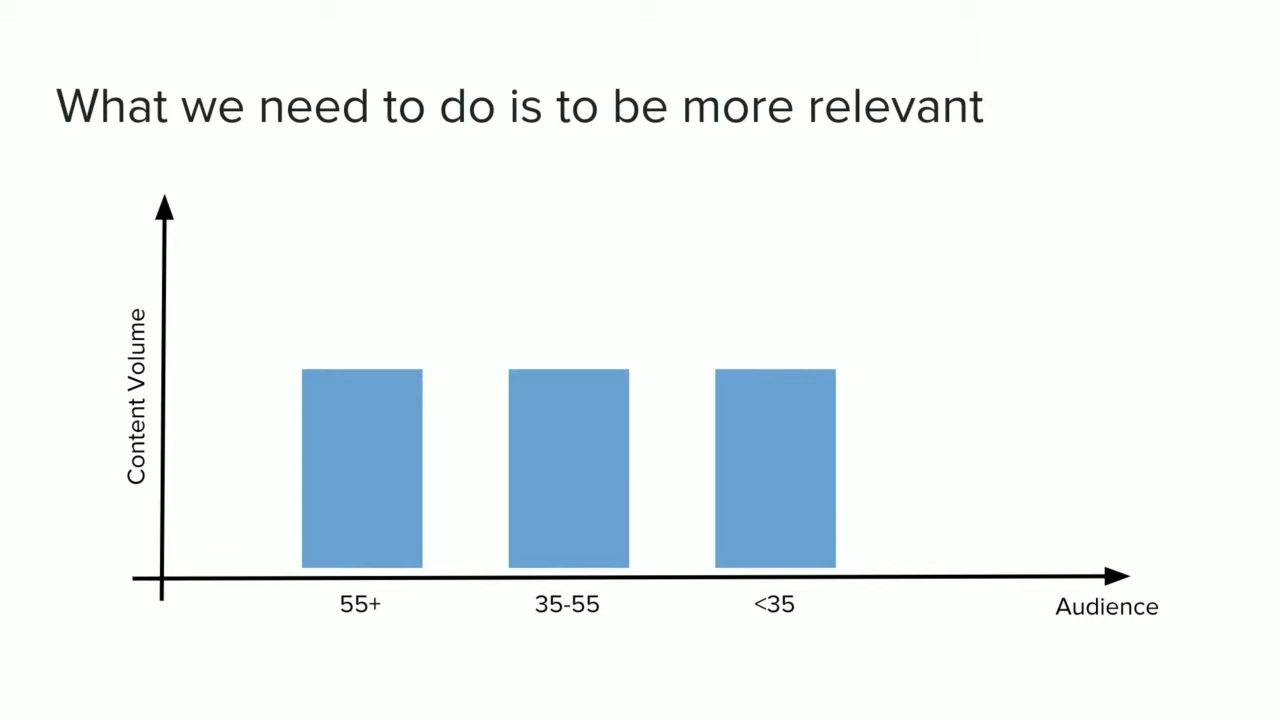 What we need to do is to be more relevant
Content Volume
55+
35-55
<35
Audience